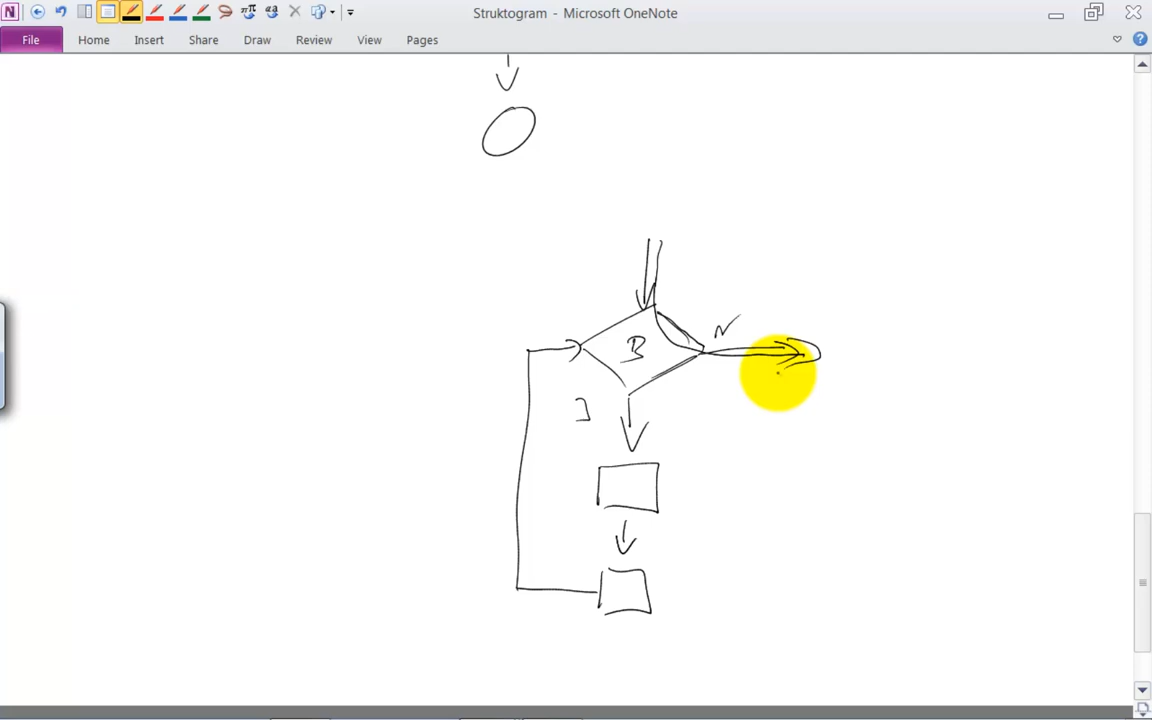 Struktogram - Microsoft OneNote
File Home Insert Share Draw Review View Pages
N
B
J